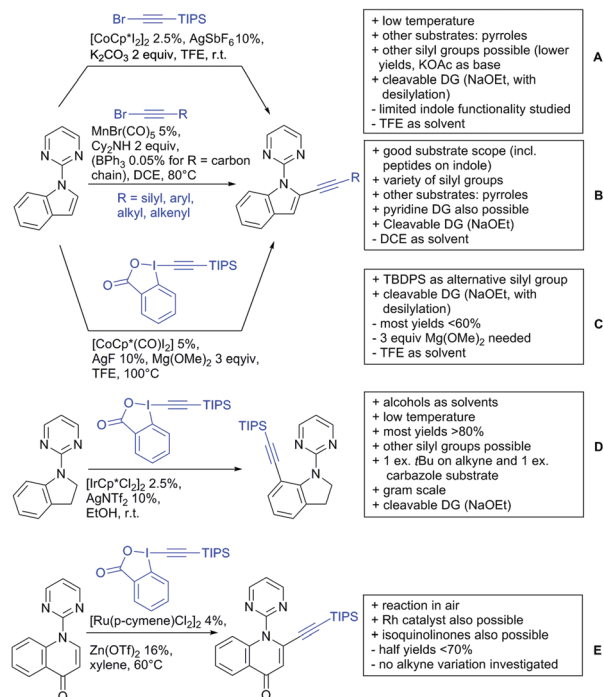 Br TIPS
[CoCp*I2]2 2.5%, AgSbF6 10%,
K2CO3 2 equiv, TFE, r.t.
+ low temperature
+ other substrates: pyrroles
+ other silyl groups possible (lower
yields, KOAc as base
+ cleavable DG (NaOEt, with
desilylation)
- limited indole functionality studied
- TFE as solvent
A
Br R
MnBr(CO)5 5%,
Cy2NH 2 equiv,
(BPh3 0.05% for R = carbon
chain), DCE, 80°C
R = silyl, aryl,
alkyl, alkenyl
N N
N
N N
N
R
+ good substrate scope (incl.
peptides on indole)
+ variety of silyl groups
+ other substrates: pyrroles
+ pyridine DG also possible
+ Cleavable DG (NaOEt)
- DCE as solvent
B
O I TIPS
O
[CoCp*(CO)I2] 5%,
AgF 10%, Mg(OMe)2 3 eqyiv,
TFE, 100°C
+ TBDPS as alternative silyl group
+ cleavable DG (NaOEt, with
desilylation)
- most yields <60%
- 3 equiv Mg(OMe)2 needed
- TFE as solvent
C
O I TIPS
O
N N
N
[IrCp*Cl2]2 2.5%,
AgNTf2 10%,
EtOH, r.t.
TIPS
N N
N
+ alcohols as solvents
+ low temperature
+ most yields >80%
+ other silyl groups possible
+ 1 ex. tBu on alkyne and 1 ex.
carbazole substrate
+ gram scale
+ cleavable DG (NaOEt)
D
O I TIPS
O
N N
N
O
[Ru(p-cymene)Cl2]2 4%,
Zn(OTf)2 16%,
xylene, 60°C
N N
N
TIPS
O
+ reaction in air
+ Rh catalyst also possible
+ isoquinolinones also possible
- half yields <70%
- no alkyne variation investigated
E